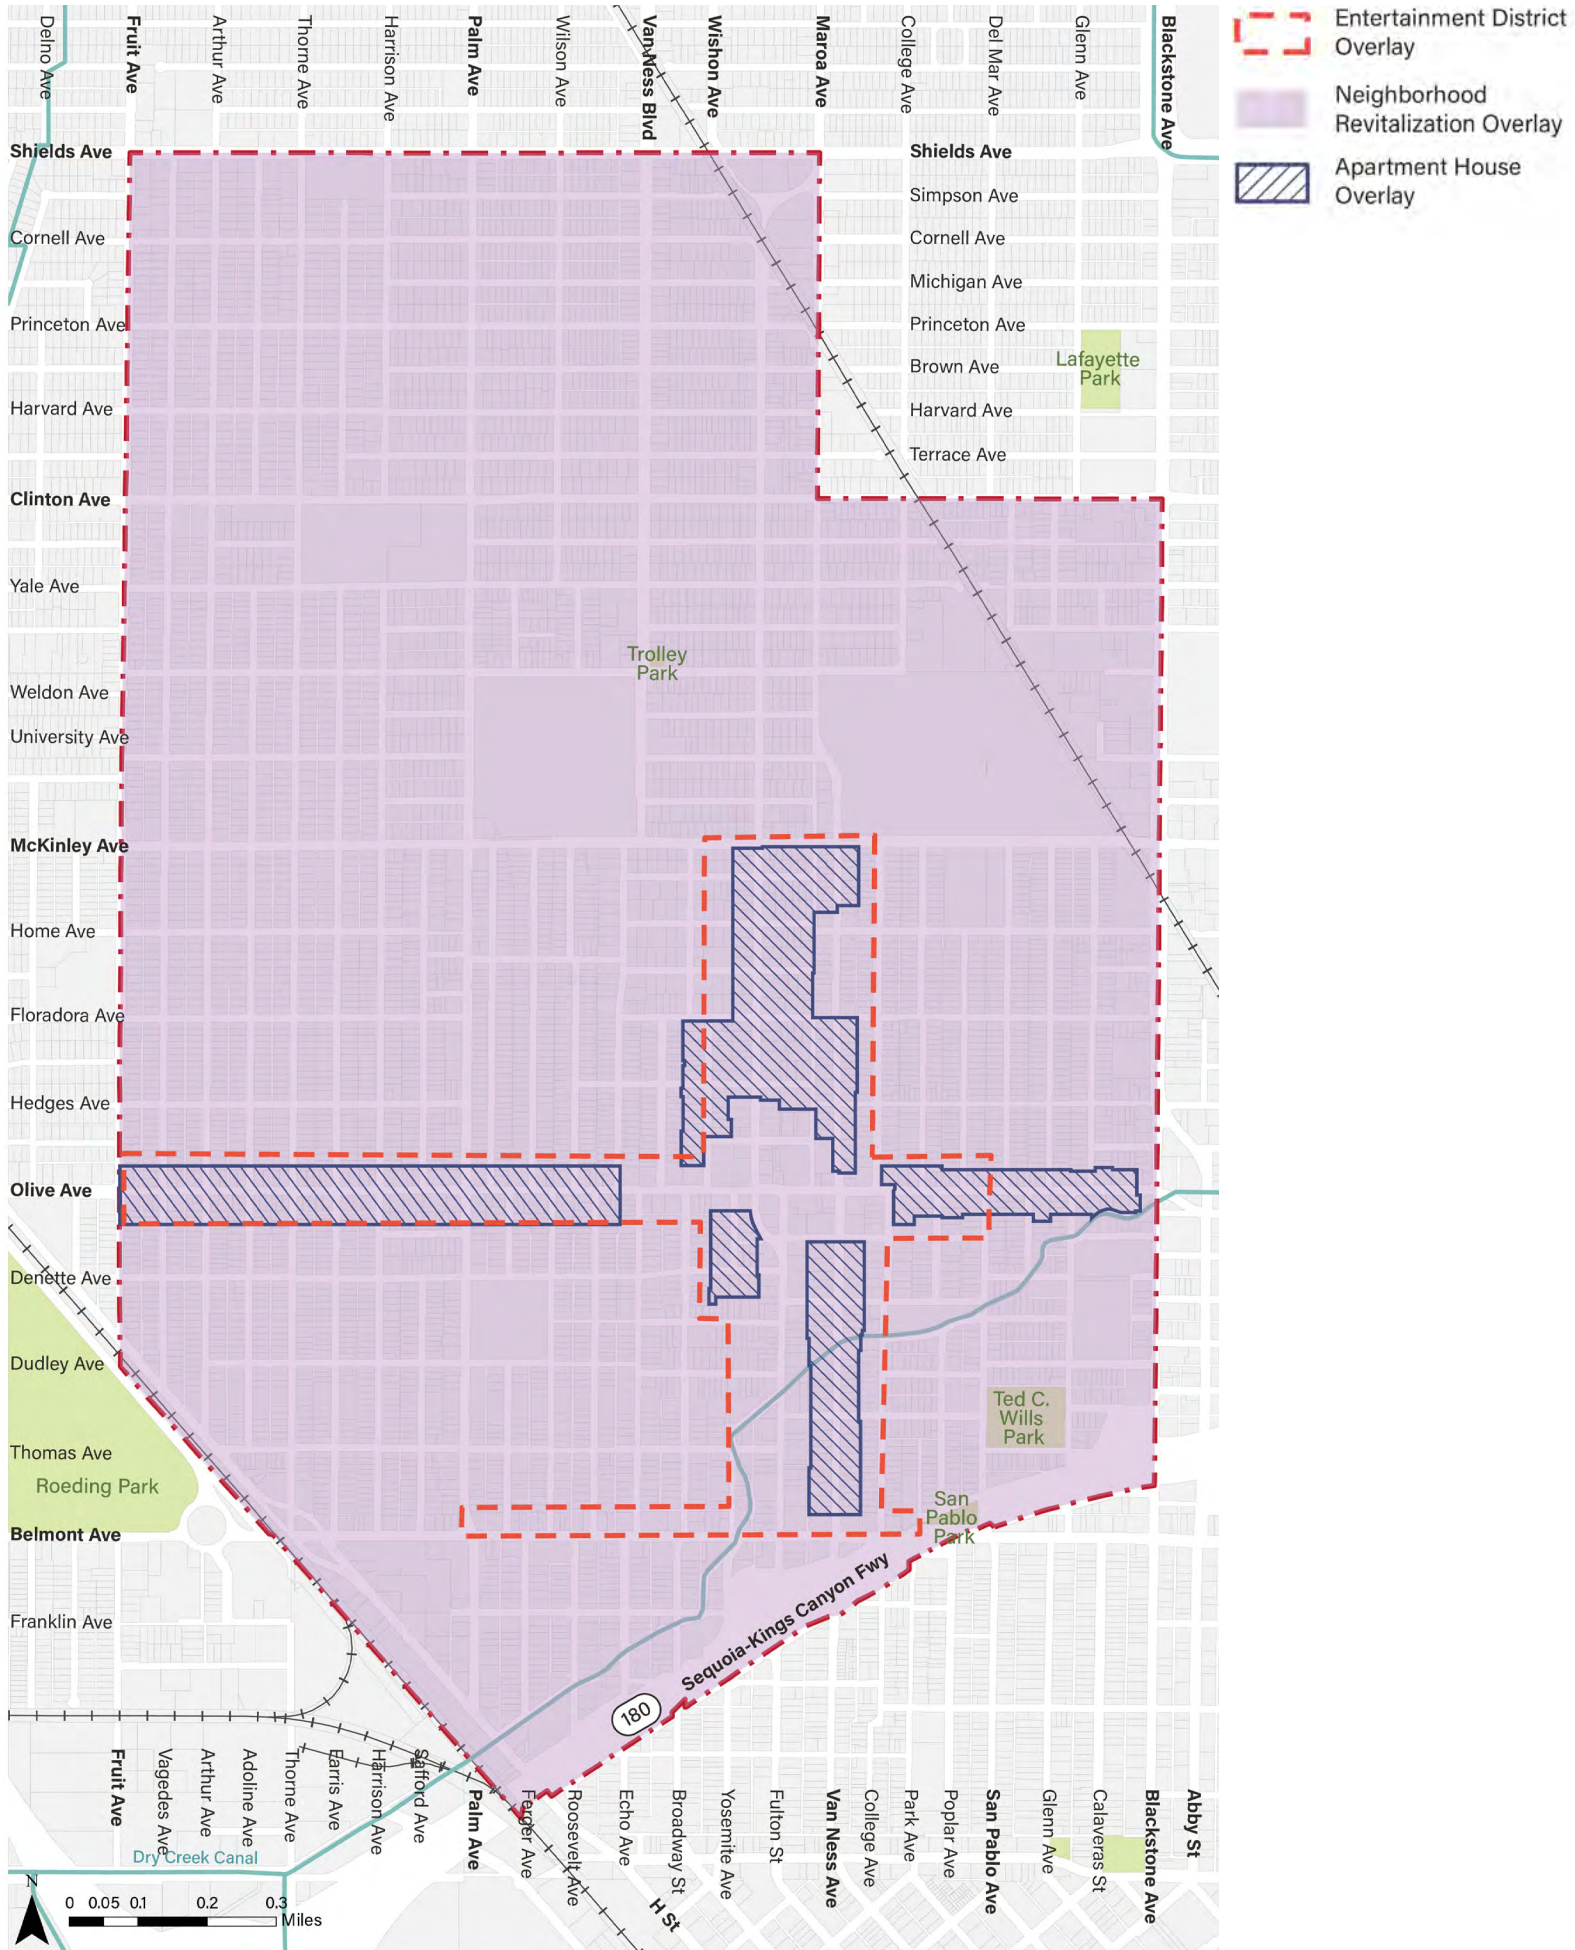 Delno Ave
Fruit Ave
Arthur Ave
Thorne Ave
Harrison Ave
Palm Ave
Wilson Ave
Van Ness Blvd
Wishon Ave
Maroa Ave
College Ave
Del Mar Ave
Glenn Ave
Blackstone Ave
Entertainment District
Overlay
Neighborhood
Revitalization Overlay
Apartment House
Overlay
Shields Ave
Shields Ave
Simpson Ave
Cornell Ave
Cornell Ave
Michigan Ave
Princeton Ave
Princeton Ave
Lafayette
Park
Brown Ave
Harvard Ave
Harvard Ave
Terrace Ave
Clinton Ave
Yale Ave
Trolley
Park
Weldon Ave
University Ave
McKinley Ave
Home Ave
Floradora Ave
Hedges Ave
Olive Ave
Denette Ave
Dudley Ave
Ted C.
Wills
Park
Thomas Ave
Roeding Park
San
Pablo
Park
Belmont Ave
Franklin Ave
Sequoia-Kings Canyon Fwy
180
Fruit Ave
Vagedes Ave
Arthur Ave
Adoline Ave
Thorne Ave
Farris Ave
Harrison Ave
Safford Ave
Palm Ave
Ferger Ave
Roosevelt Ave
Echo Ave
Broadway St
Yosemite Ave
Fulton St
Van Ness Ave
College Ave
Park Ave
Poplar Ave
San Pablo Ave
Glenn Ave
Calaveras St
Blackstone Ave
Abby St
Dry Creek Canal
H St
N
0 0.05 0.1 0.2 0.3
Miles